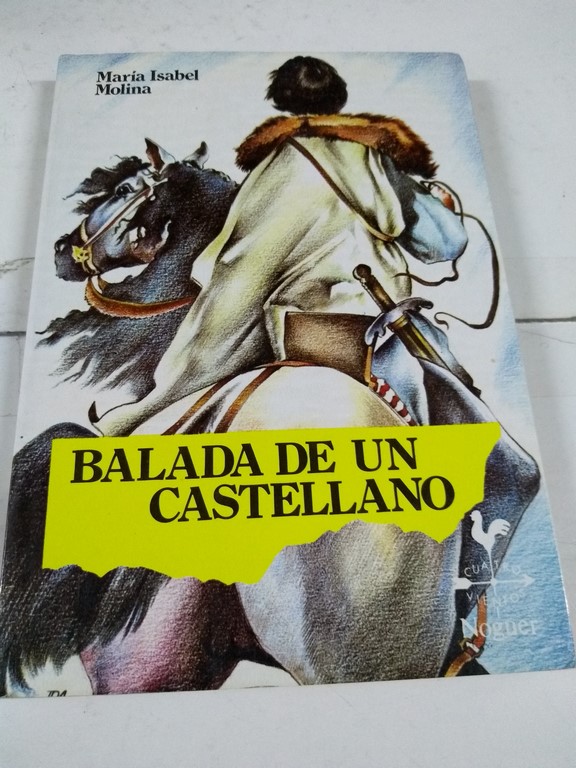 María Isabel
Molina
BALADA DE UN
CASTELLANO
CUATRO
VIENTOS
Noguer